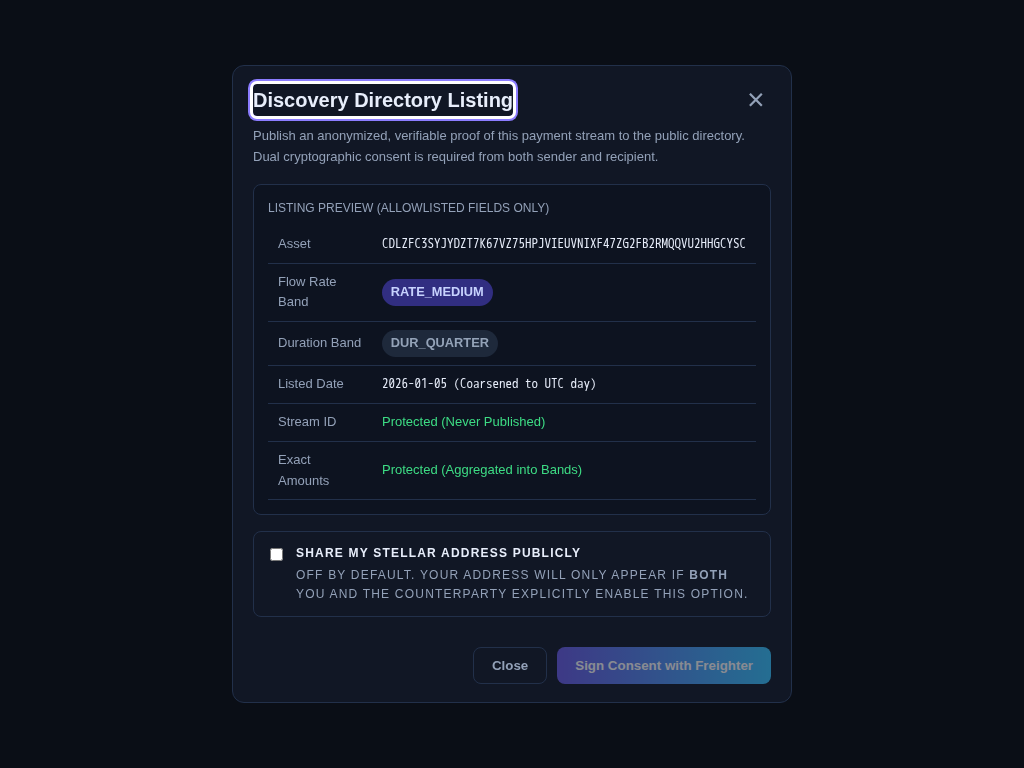 Discovery Directory Listing
Publish an anonymized, verifiable proof of this payment stream to the public directory.
Dual cryptographic consent is required from both sender and recipient.
LISTING PREVIEW (ALLOWLISTED FIELDS ONLY)
Asset CDLZFC3SYJYDZT7K67VZ75HPJVIEUVNIXF47ZG2FB2RMQQVU2HHGCYSC
Flow Rate
Band
RATE_MEDIUM
Duration Band DUR_QUARTER
Listed Date 2026-01-05 (Coarsened to UTC day)
Stream ID Protected (Never Published)
Exact
Amounts
Protected (Aggregated into Bands)
SHARE MY STELLAR ADDRESS PUBLICLY
OFF BY DEFAULT. YOUR ADDRESS WILL ONLY APPEAR IF BOTH
YOU AND THE COUNTERPARTY EXPLICITLY ENABLE THIS OPTION.
Close Sign Consent with Freighter